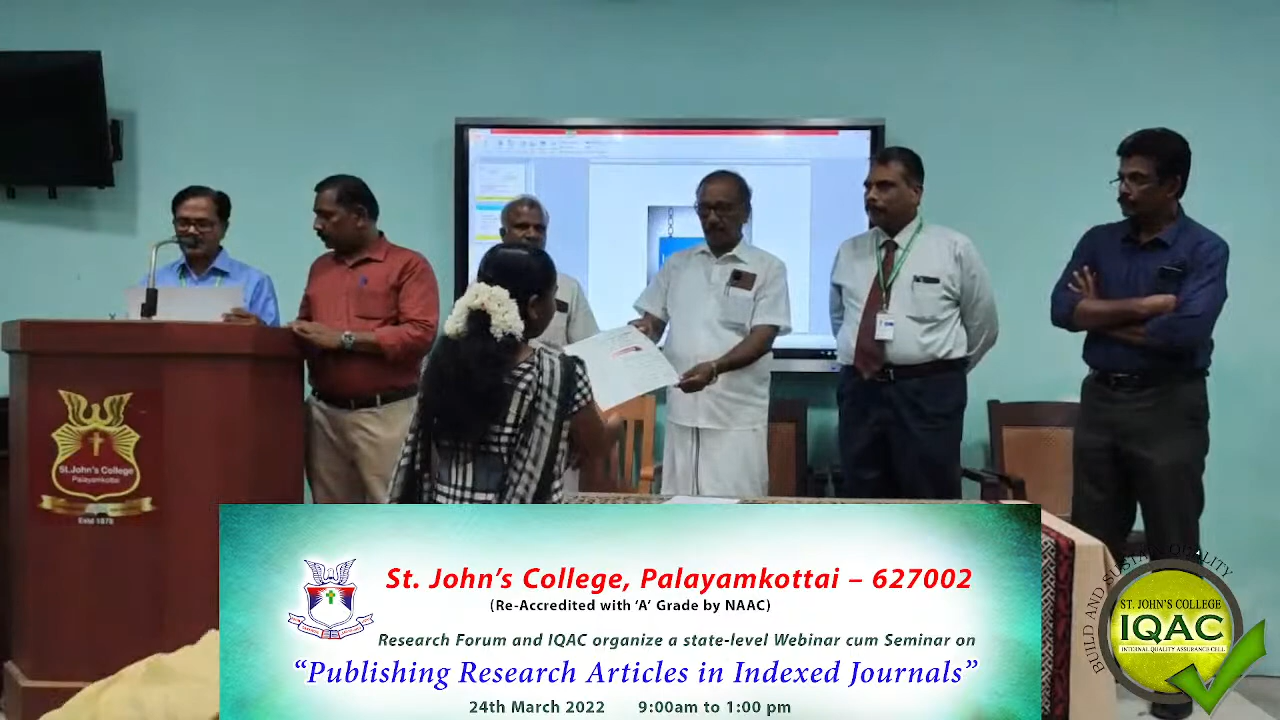 St.John's College
Palayamkottai
Estd 1878
St. John's College, Palayamkottai – 627002
(Re-Accredited with ‘A’ Grade by NAAC)
Research Forum and IQAC organize a state-level Webinar cum Seminar on
“Publishing Research Articles in Indexed Journals”
24th March 2022 9:00am to 1:00 pm
BUILD AND SUSTAIN QUALITY
ST. JOHN'S COLLEGE
IQAC
INTERNAL QUALITY ASSURANCE CELL